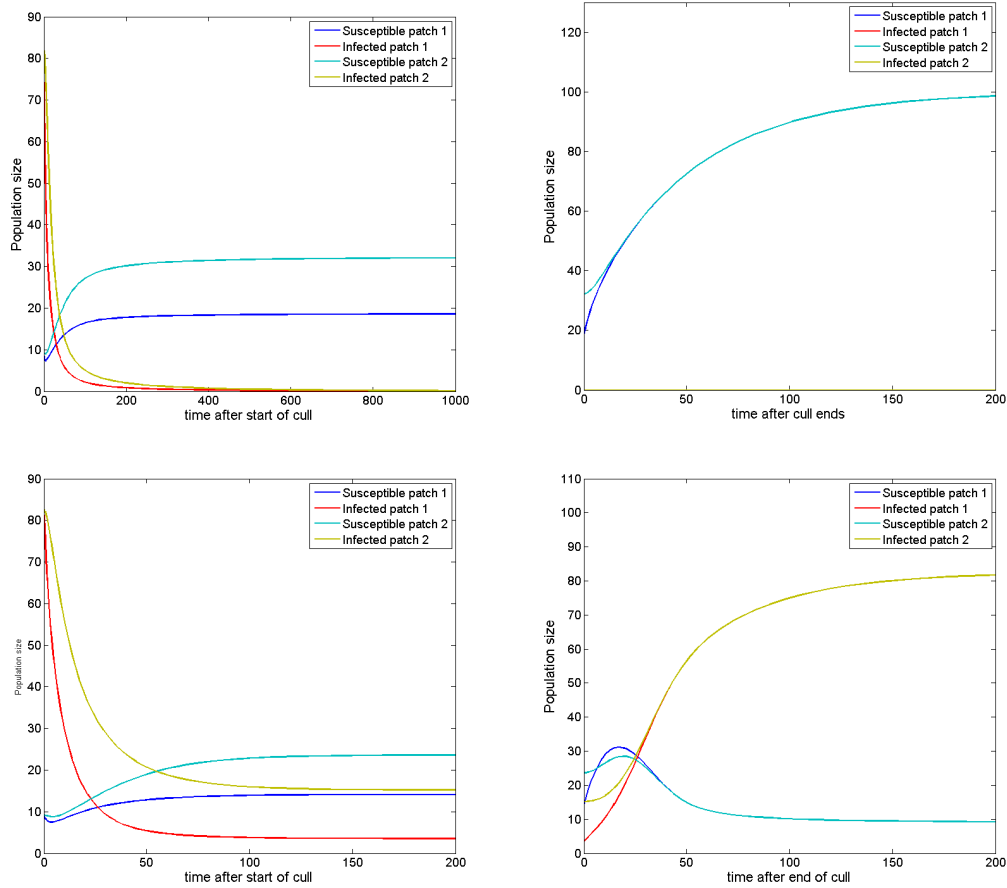 90
80
70
60
50
40
30
20
10
0
Population size
Susceptible patch 1
Infected patch 1
Susceptible patch 2
Infected patch 2
0 200 400 600 800 1000
time after start of cull
120
100
80
60
40
20
0
Population size
Susceptible patch 1
Infected patch 1
Susceptible patch 2
Infected patch 2
0 50 100 150 200
time after cull ends
90
80
70
60
50
40
30
20
10
0
Population size
Susceptible patch 1
Infected patch 1
Susceptible patch 2
Infected patch 2
0 50 100 150 200
time after start of cull
110
100
90
80
70
60
50
40
30
20
10
0
Population size
Susceptible patch 1
Infected patch 1
Susceptible patch 2
Infected patch 2
0 50 100 150 200
time after end of cull